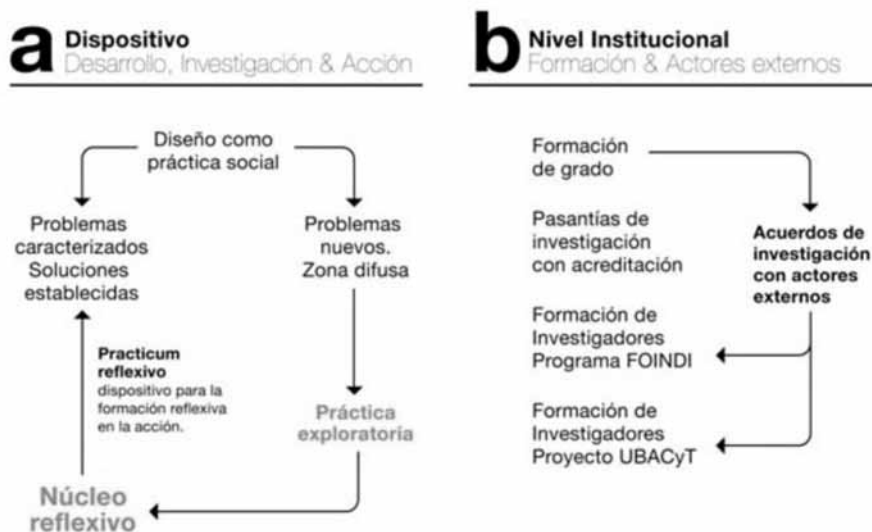 a Dispositivo
Desarrollo, Investigación & Acción
Diseño como
práctica social
Problemas
caracterizados
Soluciones
establecidas
Problemas
nuevos.
Zona difusa
Practicum
reflexivo
dispositivo para la
formación reflexiva
en la acción.
Práctica
exploratoria
Núcleo
reflexivo
b Nivel Institucional
Formación & Actores externos
Formación
de grado
Pasantías de
investigación
con acreditación
Acuerdos de
investigación
con actores
externos
Formación de
Investigadores
Programa FOINDI
Formación de
Investigadores
Proyecto UBACyT